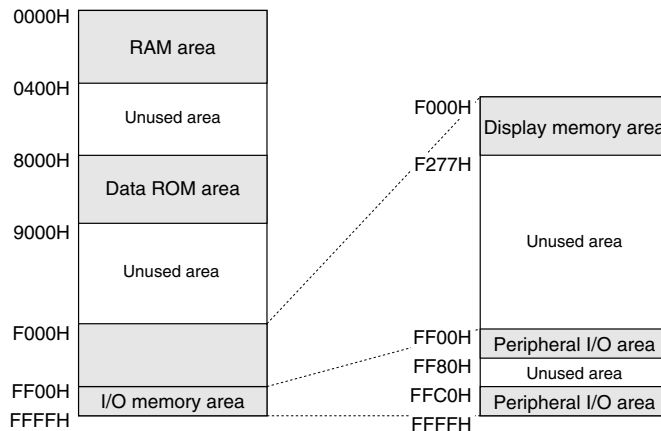 0000H
RAM area
0400H
Unused area
8000H
Data ROM area
9000H
Unused area
F000H
FF00H
I/O memory area
FFFFH
F000H
Display memory area
F277H
Unused area
FF00H
Peripheral I/O area
FF80H
Unused area
FFC0H
Peripheral I/O area
FFFFH